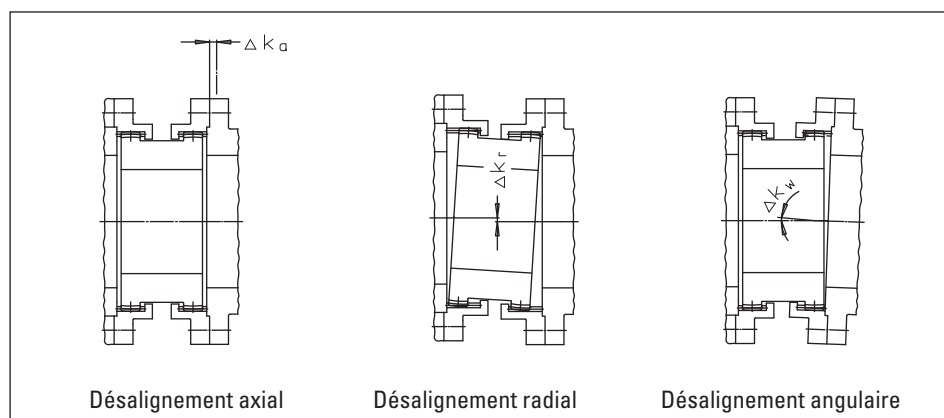 Δ ka
Δ kr
Δ kw
Désalignement axial
Désalignement radial
Désalignement angulaire